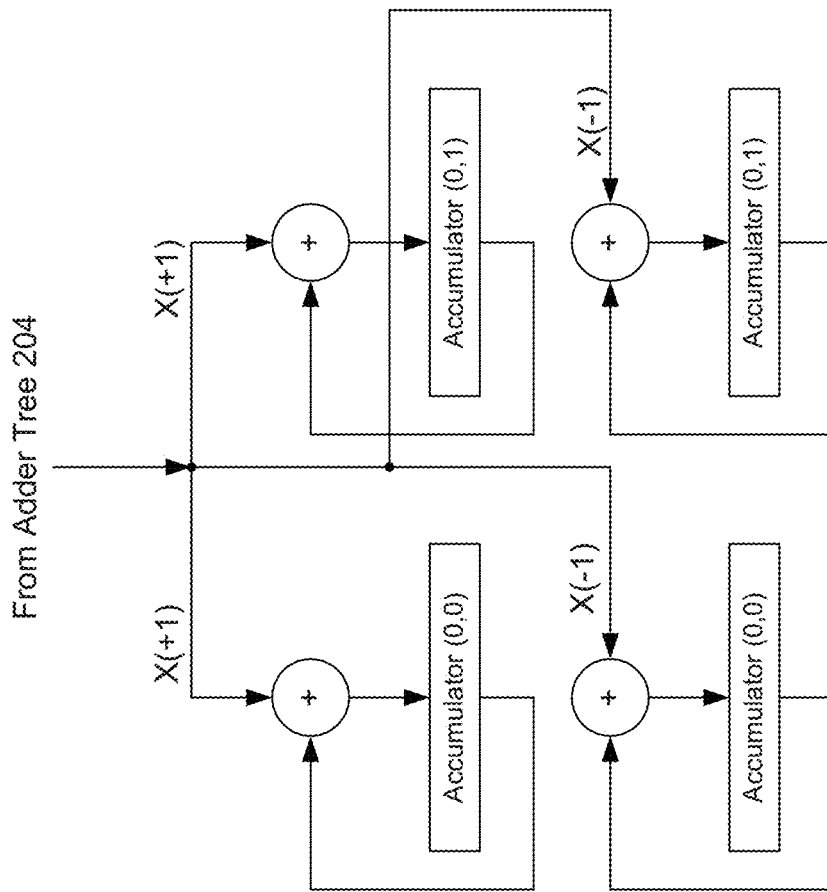 From Adder Tree 204
X(+1)
X(+1)
+
+
Accumulator (0,0)
Accumulator (0,1)
X(-1)
X(-1)
+
+
Accumulator (0,0)
Accumulator (0,1)